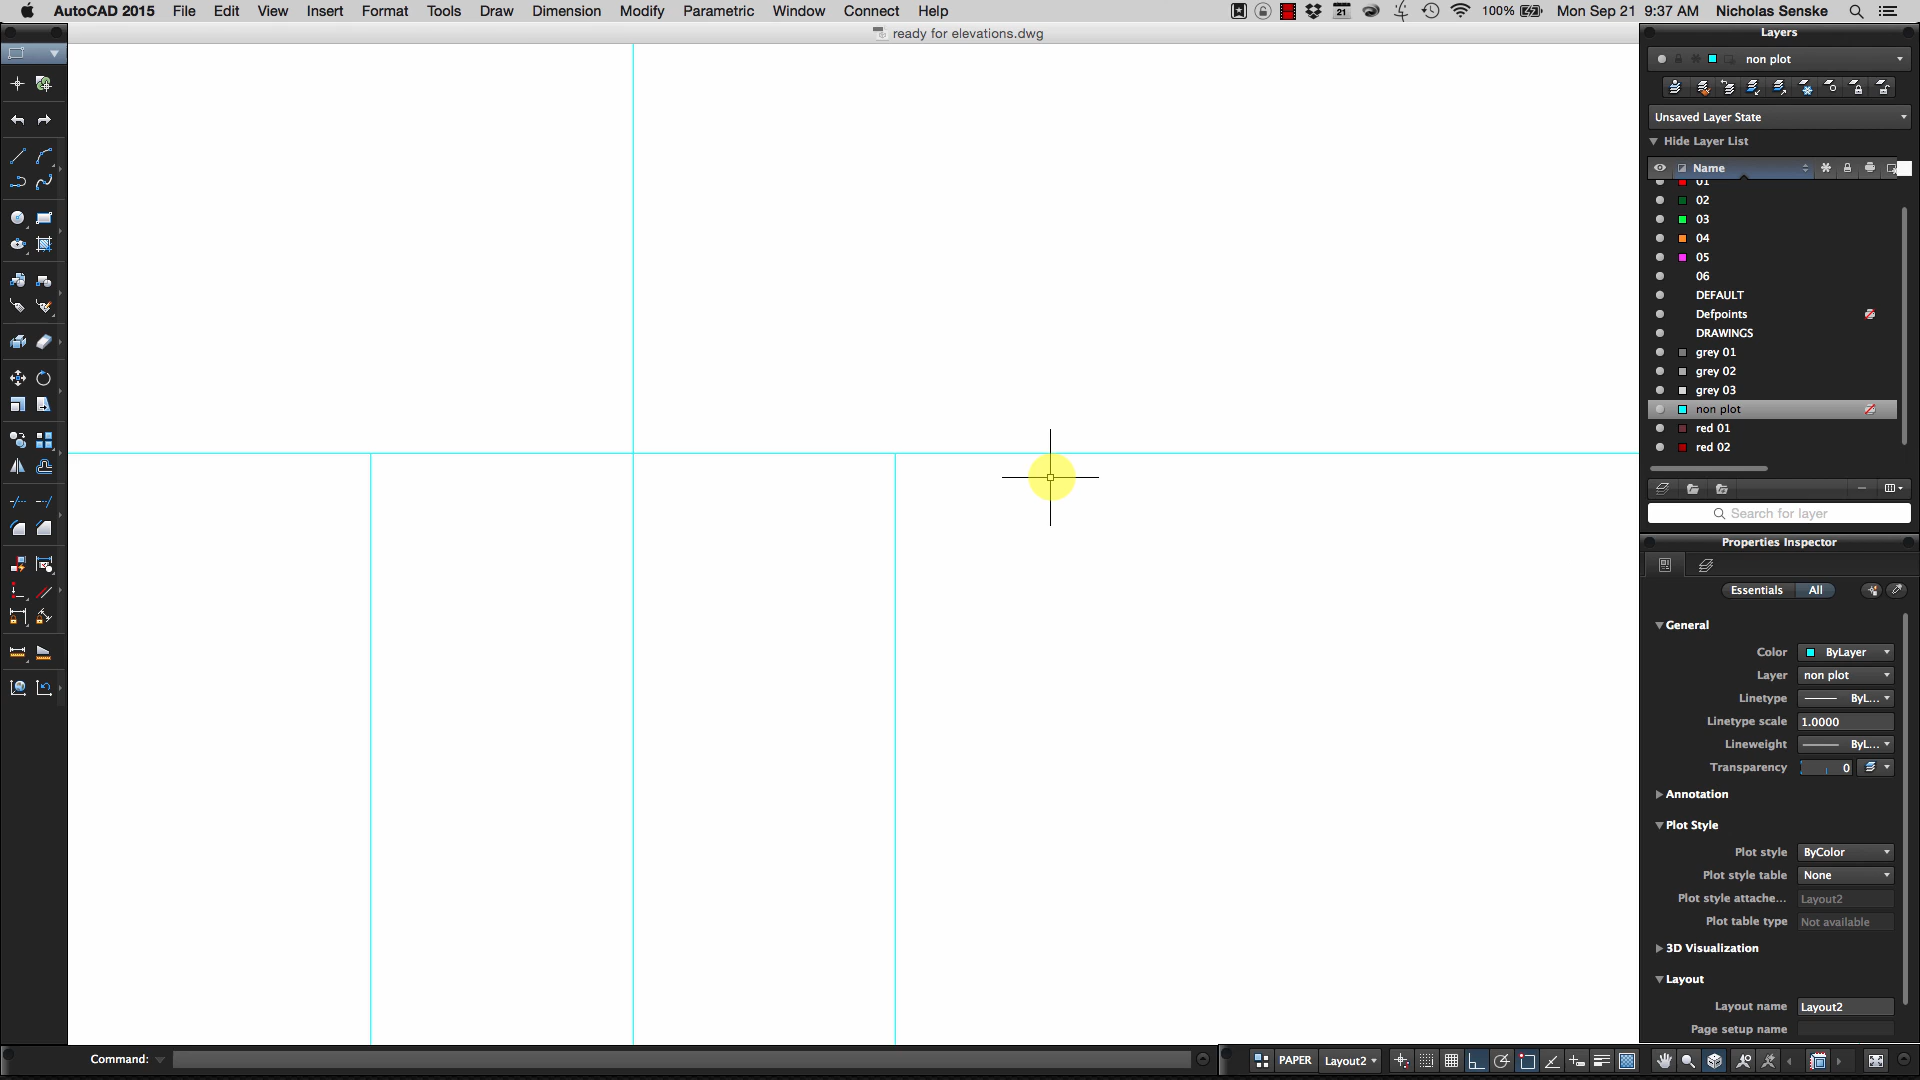 AutoCAD 2015 File Edit View Insert Format Tools Draw Dimension Modify Parametric Window Connect Help 21 100% Mon Sep 21 9:37 AM Nicholas Senske
ready for elevations.dwg
Layers
non plot
Unsaved Layer State
Hide Layer List
Name
01
02
03
04
05
06
DEFAULT
Defpoints
DRAWINGS
grey 01
grey 02
grey 03
non plot
red 01
red 02
Search for layer
Properties Inspector
Essentials All
General
Color ByLayer
Layer non plot
Linetype ByL...
Linetype scale 1.0000
Lineweight ByL...
Transparency 0
Annotation
Plot Style
Plot style ByColor
Plot style table None
Plot style attache... Layout2
Plot table type Not available
3D Visualization
Layout
Layout name Layout2
Page setup name
Command: PAPER Layout2